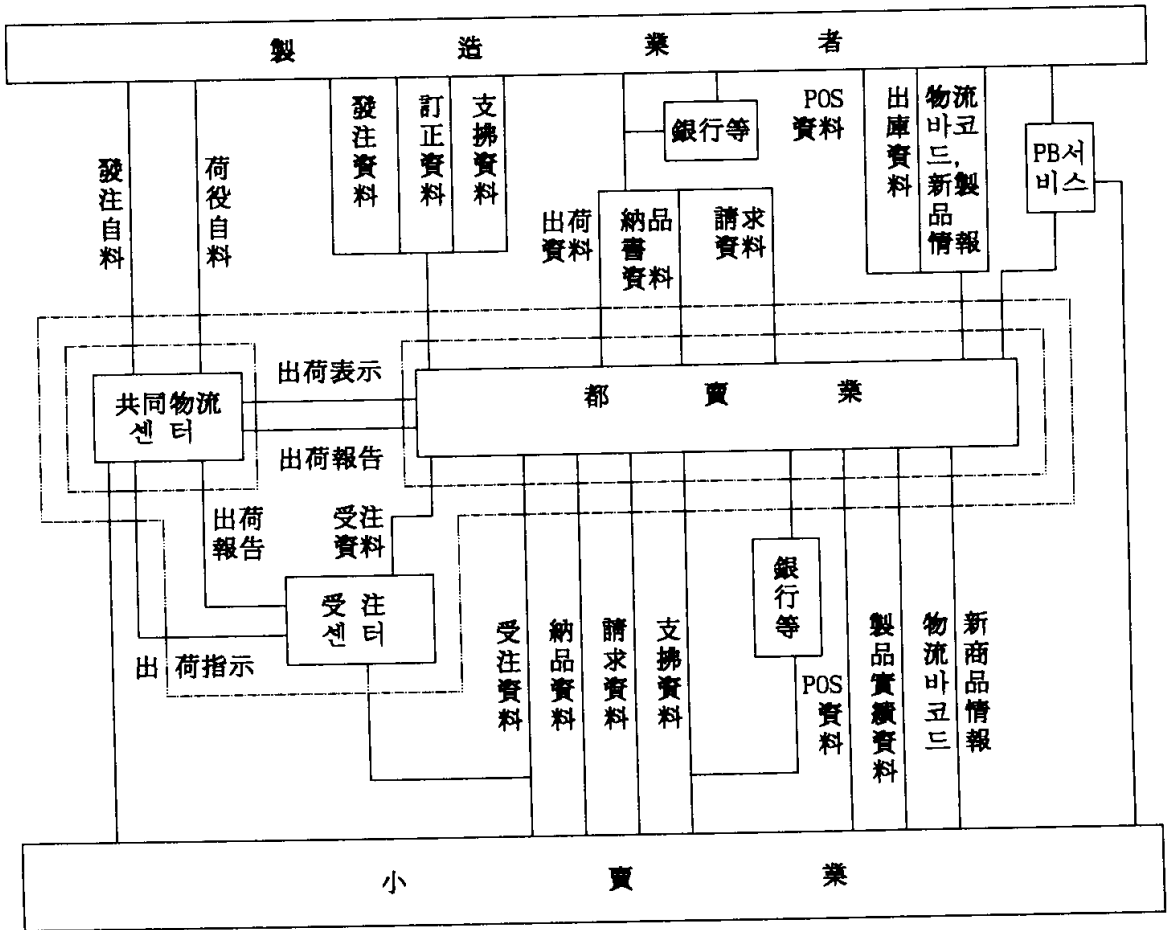 製造業者
發注自料
荷役自料
發注資料
訂正資料
支拂資料
銀行等
POS
資料
出庫資料
物流
바코
드,
新製
品
情報
PB서
비스
出荷
資料
納品
書
資料
請求
資料
共同物流
센터
出荷表示
出荷報告
都賣業
出荷
報告
受注
資料
受注
센터
出荷指示
受注資料
納品資料
請求資料
支拂資料
銀行等
POS
資料
製品實績資料
物流바코드
新商品情報
小賣業